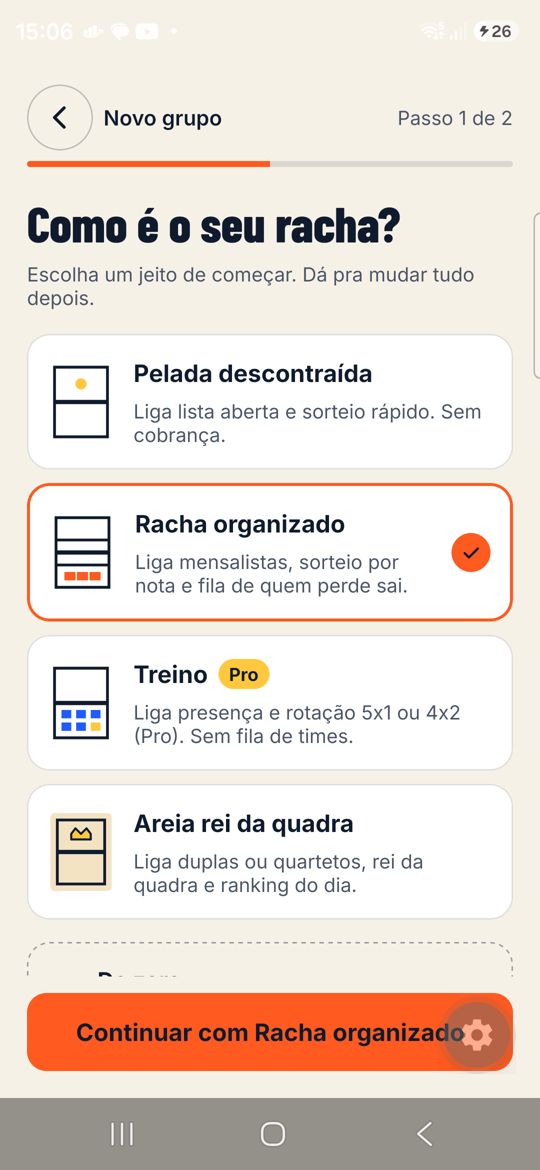 15:06
26
Novo grupo
Passo 1 de 2
Como é o seu racha?
Escolha um jeito de começar. Dá pra mudar tudo
depois.
Pelada descontraída
Liga lista aberta e sorteio rápido. Sem
cobrança.
Racha organizado
Liga mensalistas, sorteio por
nota e fila de quem perde sai.
Treino Pro
Liga presença e rotação 5x1 ou 4x2
(Pro). Sem fila de times.
Areia rei da quadra
Liga duplas ou quartetos, rei da
quadra e ranking do dia.
Continuar com Racha organizado